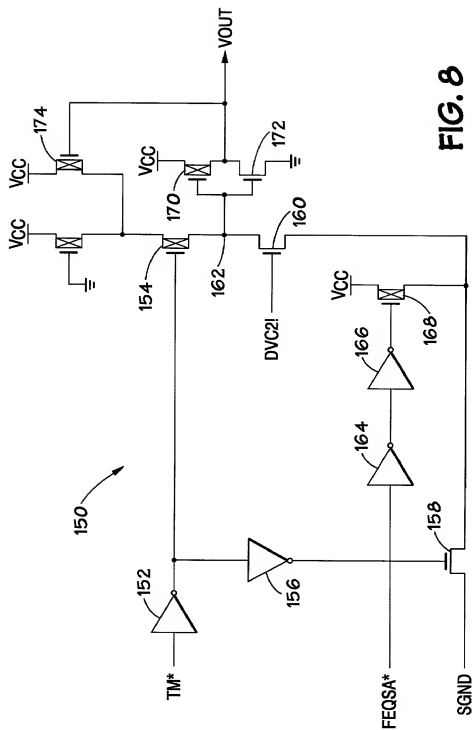 150
TM*
152
156
FEQSA*
164
166
VCC
168
SGND
158
VCC
VCC
174
154
162
VCC
170
172
DVC2!
160
VOUT
FIG. 8